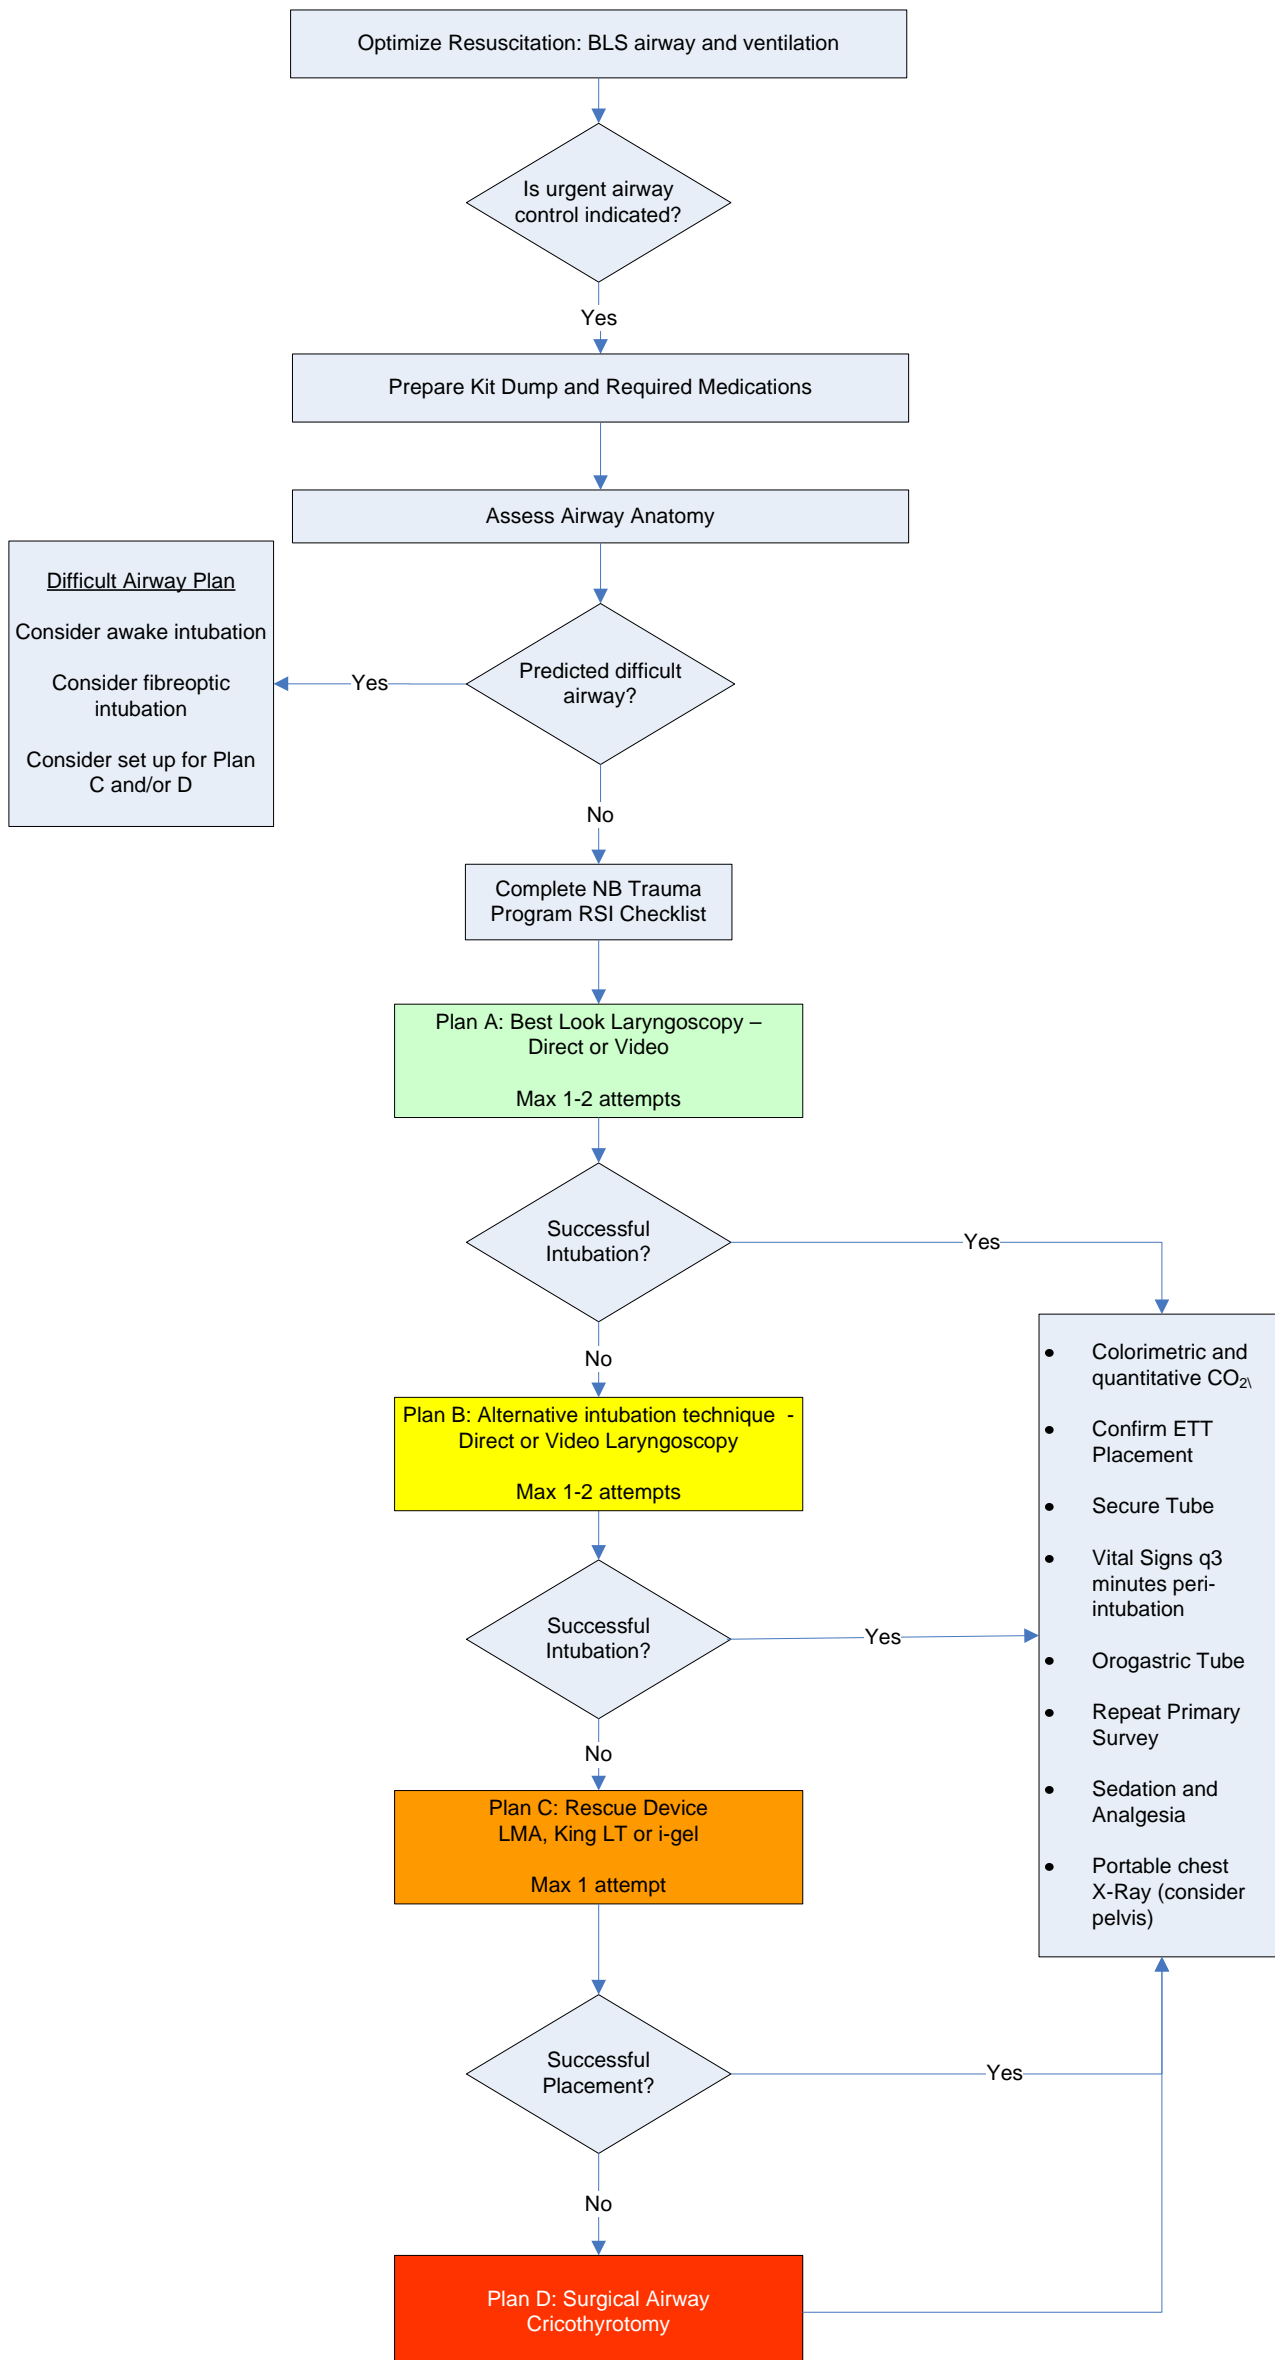 Optimize Resuscitation: BLS airway and ventilation
Is urgent airway
control indicated?
Yes
Prepare Kit Dump and Required Medications
Assess Airway Anatomy
Difficult Airway Plan
Consider awake intubation
Consider fibreoptic
intubation
Consider set up for Plan
C and/or D
Yes
Predicted difficult
airway?
No
Complete NB Trauma
Program RSI Checklist
Plan A: Best Look Laryngoscopy –
Direct or Video
Max 1-2 attempts
Successful
Intubation?
Yes
No
Plan B: Alternative intubation technique -
Direct or Video Laryngoscopy
Max 1-2 attempts
Successful
Intubation?
Yes
No
Plan C: Rescue Device
LMA, King LT or i-gel
Max 1 attempt
Successful
Placement?
Yes
No
Plan D: Surgical Airway
Cricothyrotomy
• Colorimetric and
quantitative CO₂\
• Confirm ETT
Placement
• Secure Tube
• Vital Signs q3
minutes peri-
intubation
• Orogastric Tube
• Repeat Primary
Survey
• Sedation and
Analgesia
• Portable chest
X-Ray (consider
pelvis)